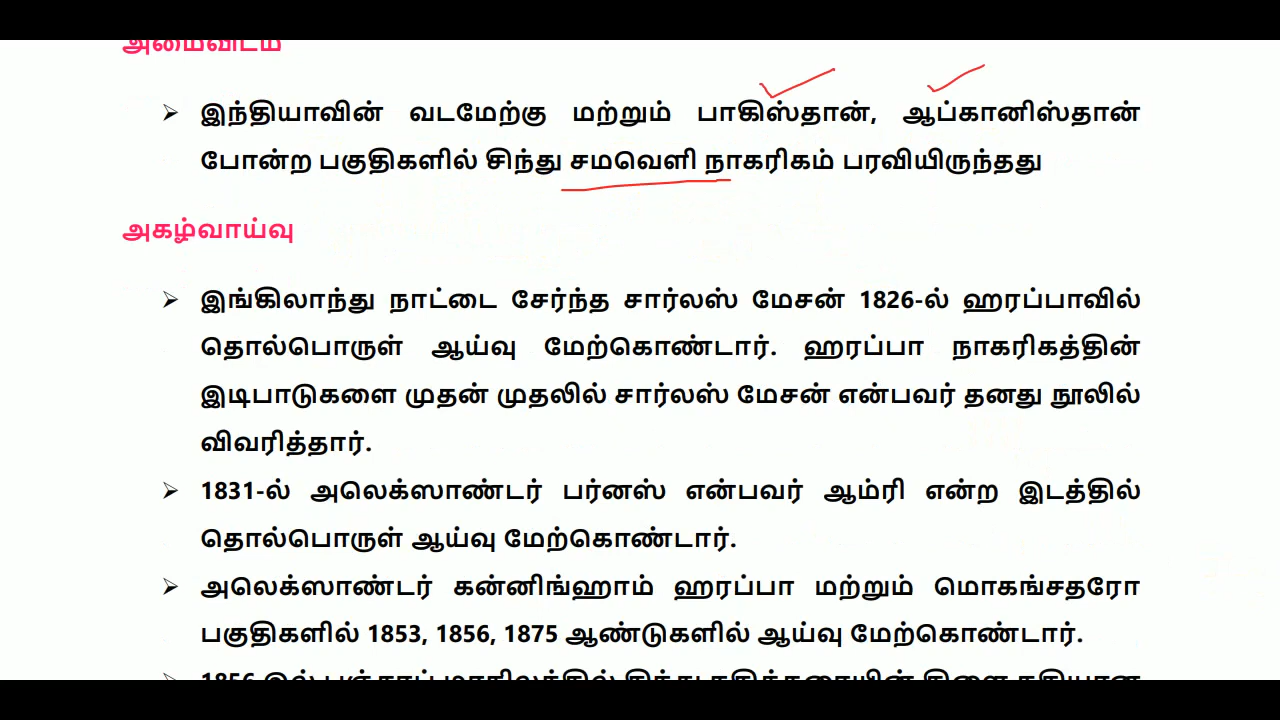 அமைவிடம்
இந்தியாவின் வடமேற்கு மற்றும் பாகிஸ்தான், ஆப்கானிஸ்தான்
போன்ற பகுதிகளில் சிந்து சமவெளி நாகரிகம் பரவியிருந்தது
அகழ்வாய்வு
இங்கிலாந்து நாட்டை சேர்ந்த சார்லஸ் மேசன் 1826-ல் ஹரப்பாவில்
தொல்பொருள் ஆய்வு மேற்கொண்டார். ஹரப்பா நாகரிகத்தின்
இடிபாடுகளை முதன் முதலில் சார்லஸ் மேசன் என்பவர் தனது நூலில்
விவரித்தார்.
1831-ல் அலெக்ஸாண்டர் பர்னஸ் என்பவர் ஆம்ரி என்ற இடத்தில்
தொல்பொருள் ஆய்வு மேற்கொண்டார்.
அலெக்ஸாண்டர் கன்னிங்ஹாம் ஹரப்பா மற்றும் மொகஞ்சதரோ
பகுதிகளில் 1853, 1856, 1875 ஆண்டுகளில் ஆய்வு மேற்கொண்டார்.
1856